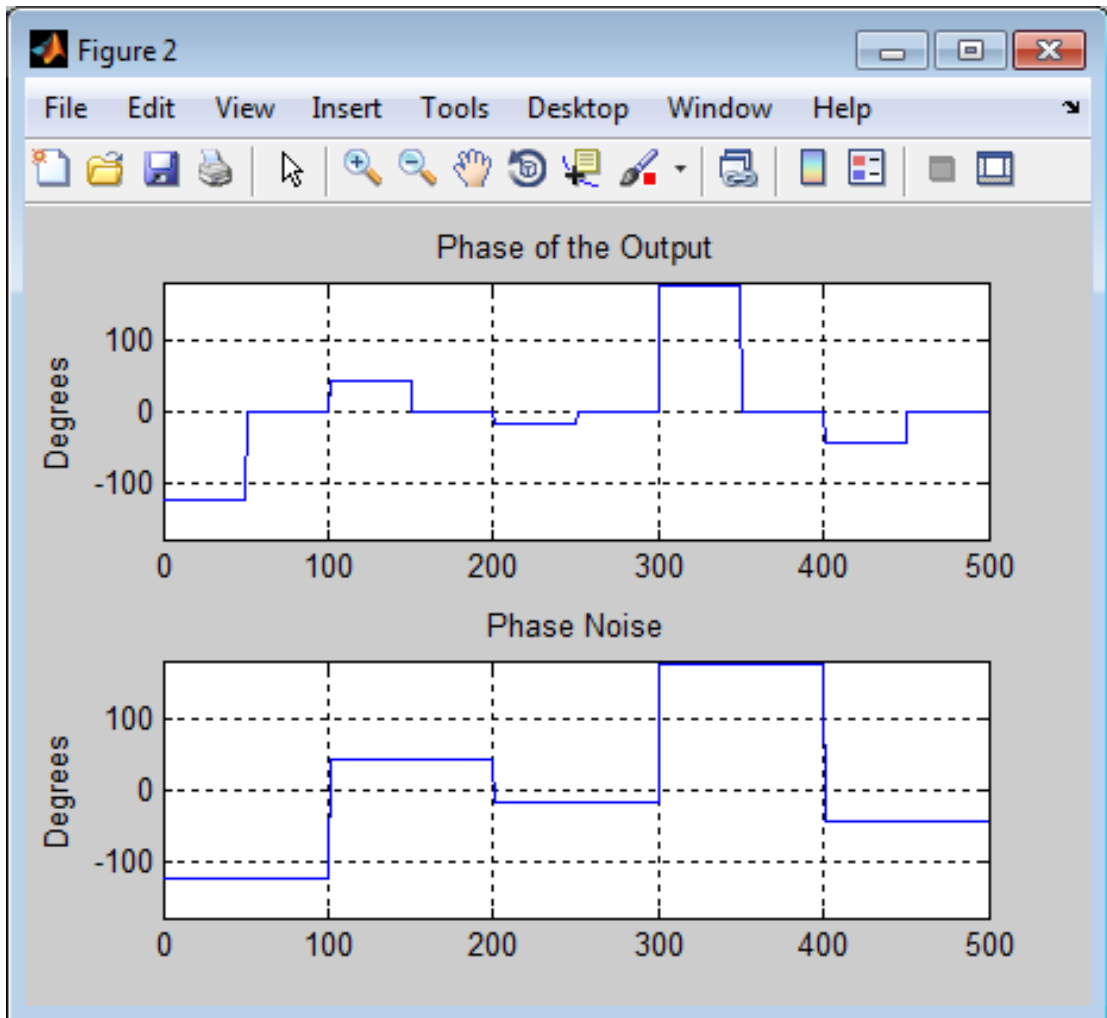 Figure 2
File Edit View Insert Tools Desktop Window Help
Phase of the Output
Degrees
100
0
-100
0 100 200 300 400 500
Phase Noise
Degrees
100
0
-100
0 100 200 300 400 500